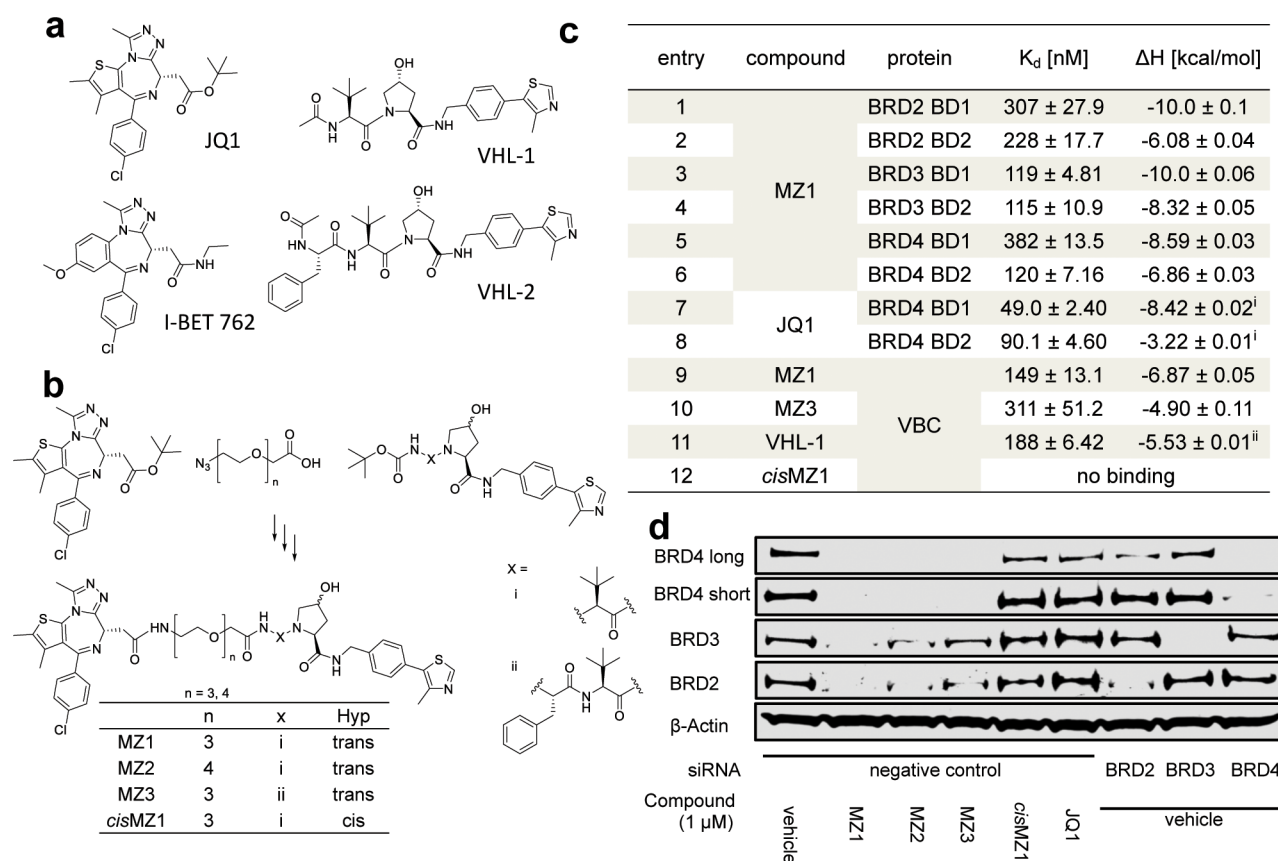 a
JQ1
VHL-1
I-BET 762
VHL-2
b
n = 3, 4
n x Hyp
MZ1 3 i trans
MZ2 4 i trans
MZ3 3 ii trans
cisMZ1 3 i cis
X =
i
ii
c
entry compound protein Kd [nM] ΔH [kcal/mol]
1 BRD2 BD1 307 ± 27.9 -10.0 ± 0.1
2 BRD2 BD2 228 ± 17.7 -6.08 ± 0.04
3 BRD3 BD1 119 ± 4.81 -10.0 ± 0.06
MZ1
4 BRD3 BD2 115 ± 10.9 -8.32 ± 0.05
5 BRD4 BD1 382 ± 13.5 -8.59 ± 0.03
6 BRD4 BD2 120 ± 7.16 -6.86 ± 0.03
7 BRD4 BD1 49.0 ± 2.40 -8.42 ± 0.02i
JQ1
8 BRD4 BD2 90.1 ± 4.60 -3.22 ± 0.01i
9 MZ1 149 ± 13.1 -6.87 ± 0.05
10 MZ3 311 ± 51.2 -4.90 ± 0.11
VBC
11 VHL-1 188 ± 6.42 -5.53 ± 0.01ii
12 cisMZ1 no binding
d
BRD4 long
BRD4 short
BRD3
BRD2
β-Actin
siRNA negative control BRD2 BRD3 BRD4
Compound
(1 µM)
vehicle MZ1 MZ2 MZ3 cisMZ1 JQ1 vehicle